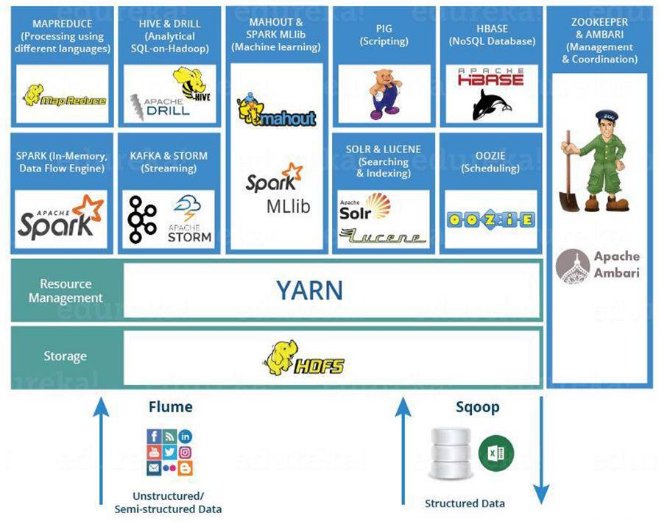 MAPREDUCE
(Processing using
different languages)
Map Reduce
HIVE & DRILL
(Analytical
SQL-on-Hadoop)
HIVE
APACHE
DRILL
MAHOUT &
SPARK MLlib
(Machine learning)
mahout
Spark
MLlib
PIG
(Scripting)
HBASE
(NoSQL Database)
APACHE
HBASE
ZOOKEEPER
& AMBARI
(Management
& Coordination)
Apache
Ambari
SPARK (In-Memory,
Data Flow Engine)
APACHE
Spark
KAFKA & STORM
(Streaming)
APACHE
STORM
SOLR & LUCENE
(Searching
& Indexing)
Apache
Solr
Lucene
OOZIE
(Scheduling)
OOZIE
Resource
Management
YARN
Storage
HDFS
Flume
Unstructured/
Semi-structured Data
Sqoop
Structured Data
edureka!